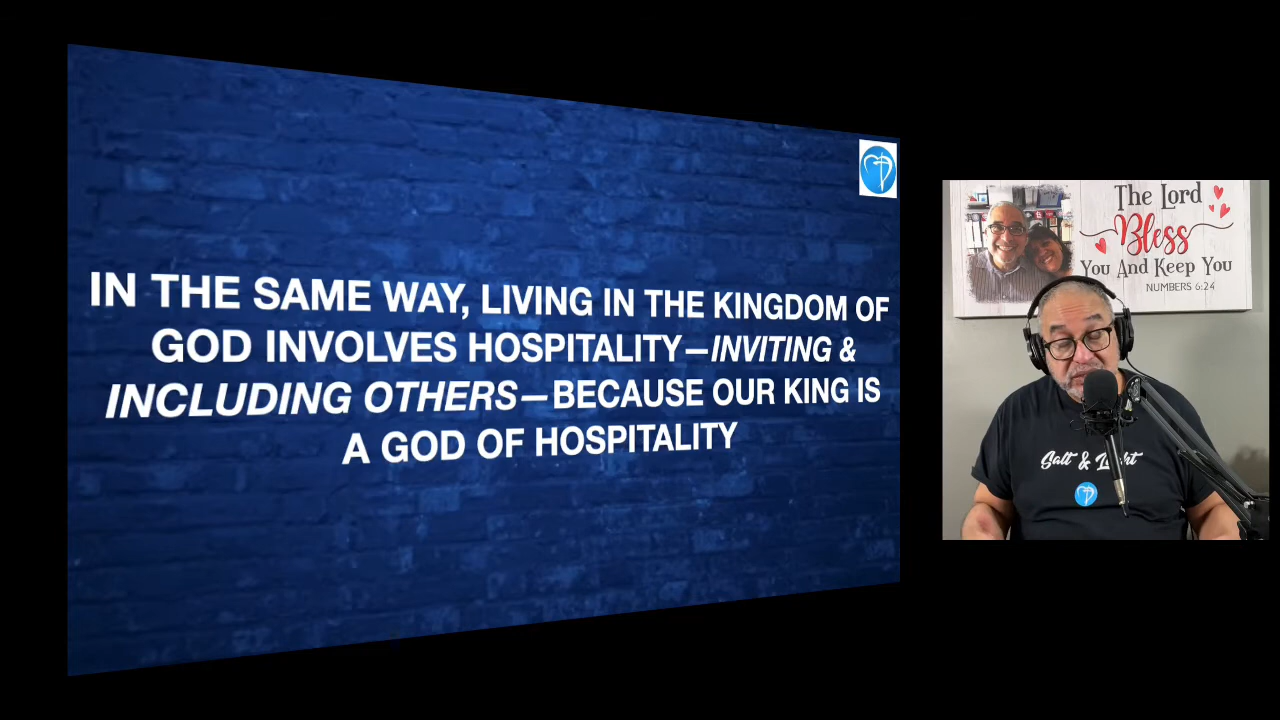 IN THE SAME WAY, LIVING IN THE KINGDOM OF
GOD INVOLVES HOSPITALITY—INVITING &
INCLUDING OTHERS—BECAUSE OUR KING IS
A GOD OF HOSPITALITY
The Lord
Bless
You And Keep You
NUMBERS 6:24
Salt & Light